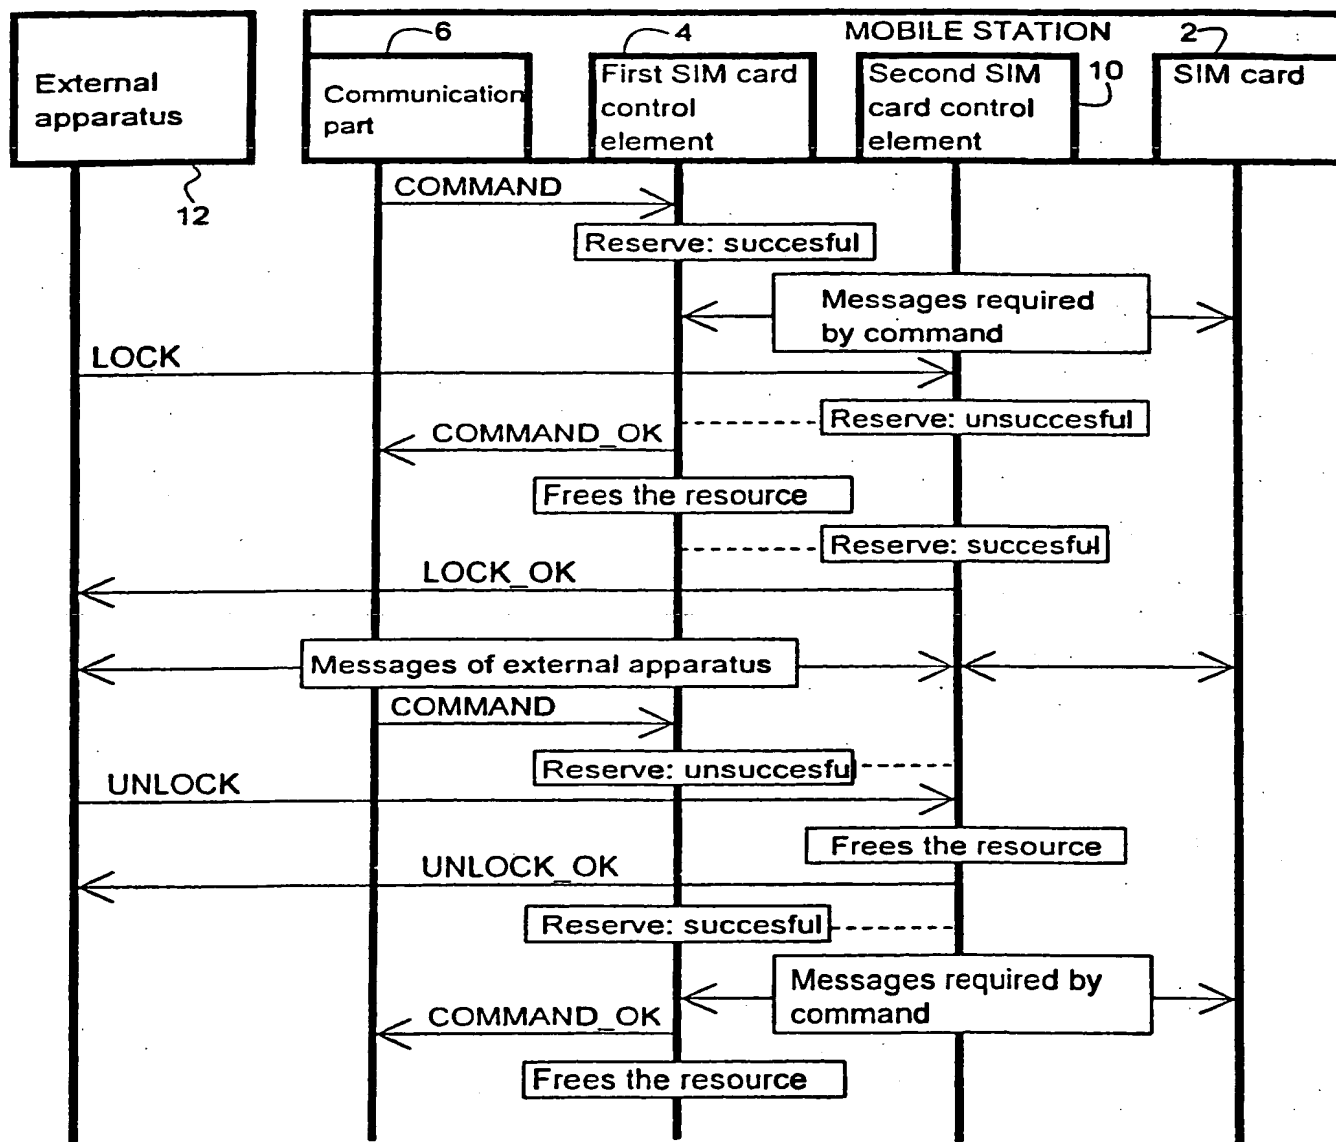 6
4
MOBILE STATION
2
External
apparatus
12
Communication
part
First SIM card
control
element
Second SIM
card control
element
10
SIM card
COMMAND
Reserve: succesful
Messages required
by command
LOCK
Reserve: unsuccesful
COMMAND_OK
Frees the resource
Reserve: succesful
LOCK_OK
Messages of external apparatus
COMMAND
Reserve: unsuccesful
UNLOCK
Frees the resource
UNLOCK_OK
Reserve: succesful
Messages required by
command
COMMAND_OK
Frees the resource